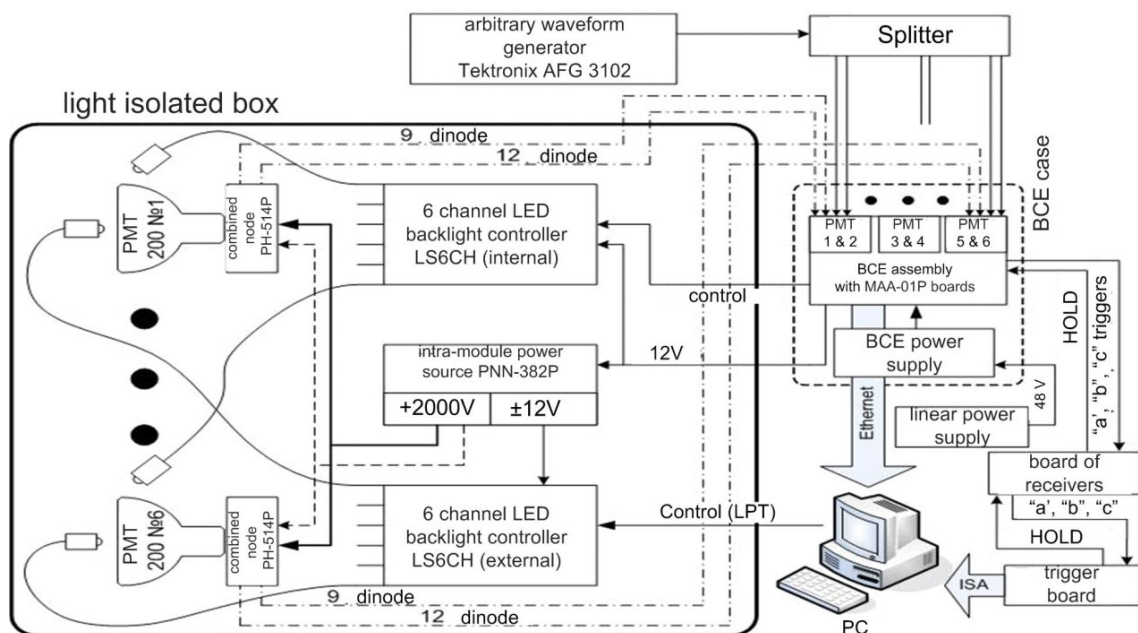 arbitrary waveform
generator
Tektronix AFG 3102
Splitter
light isolated box
9 dinode
12 dinode
BCE case
PMT
200 №1
combined
node
PH-514P
6 channel LED
backlight controller
LS6CH (internal)
PMT
1 & 2
PMT
3 & 4
PMT
5 & 6
BCE assembly
with MAA-01P boards
control
HOLD
“a’, “b”, “c” triggers
12V
BCE power
supply
intra-module power
source PNN-382P
+2000V
±12V
48 V
Ethernet
linear power
supply
board of
receivers
“a’, “b”, “c”
HOLD
PMT
200 №6
combined
node
PH-514P
6 channel LED
backlight controller
LS6CH (external)
Control (LPT)
ISA
trigger
board
9 dinode
12 dinode
PC